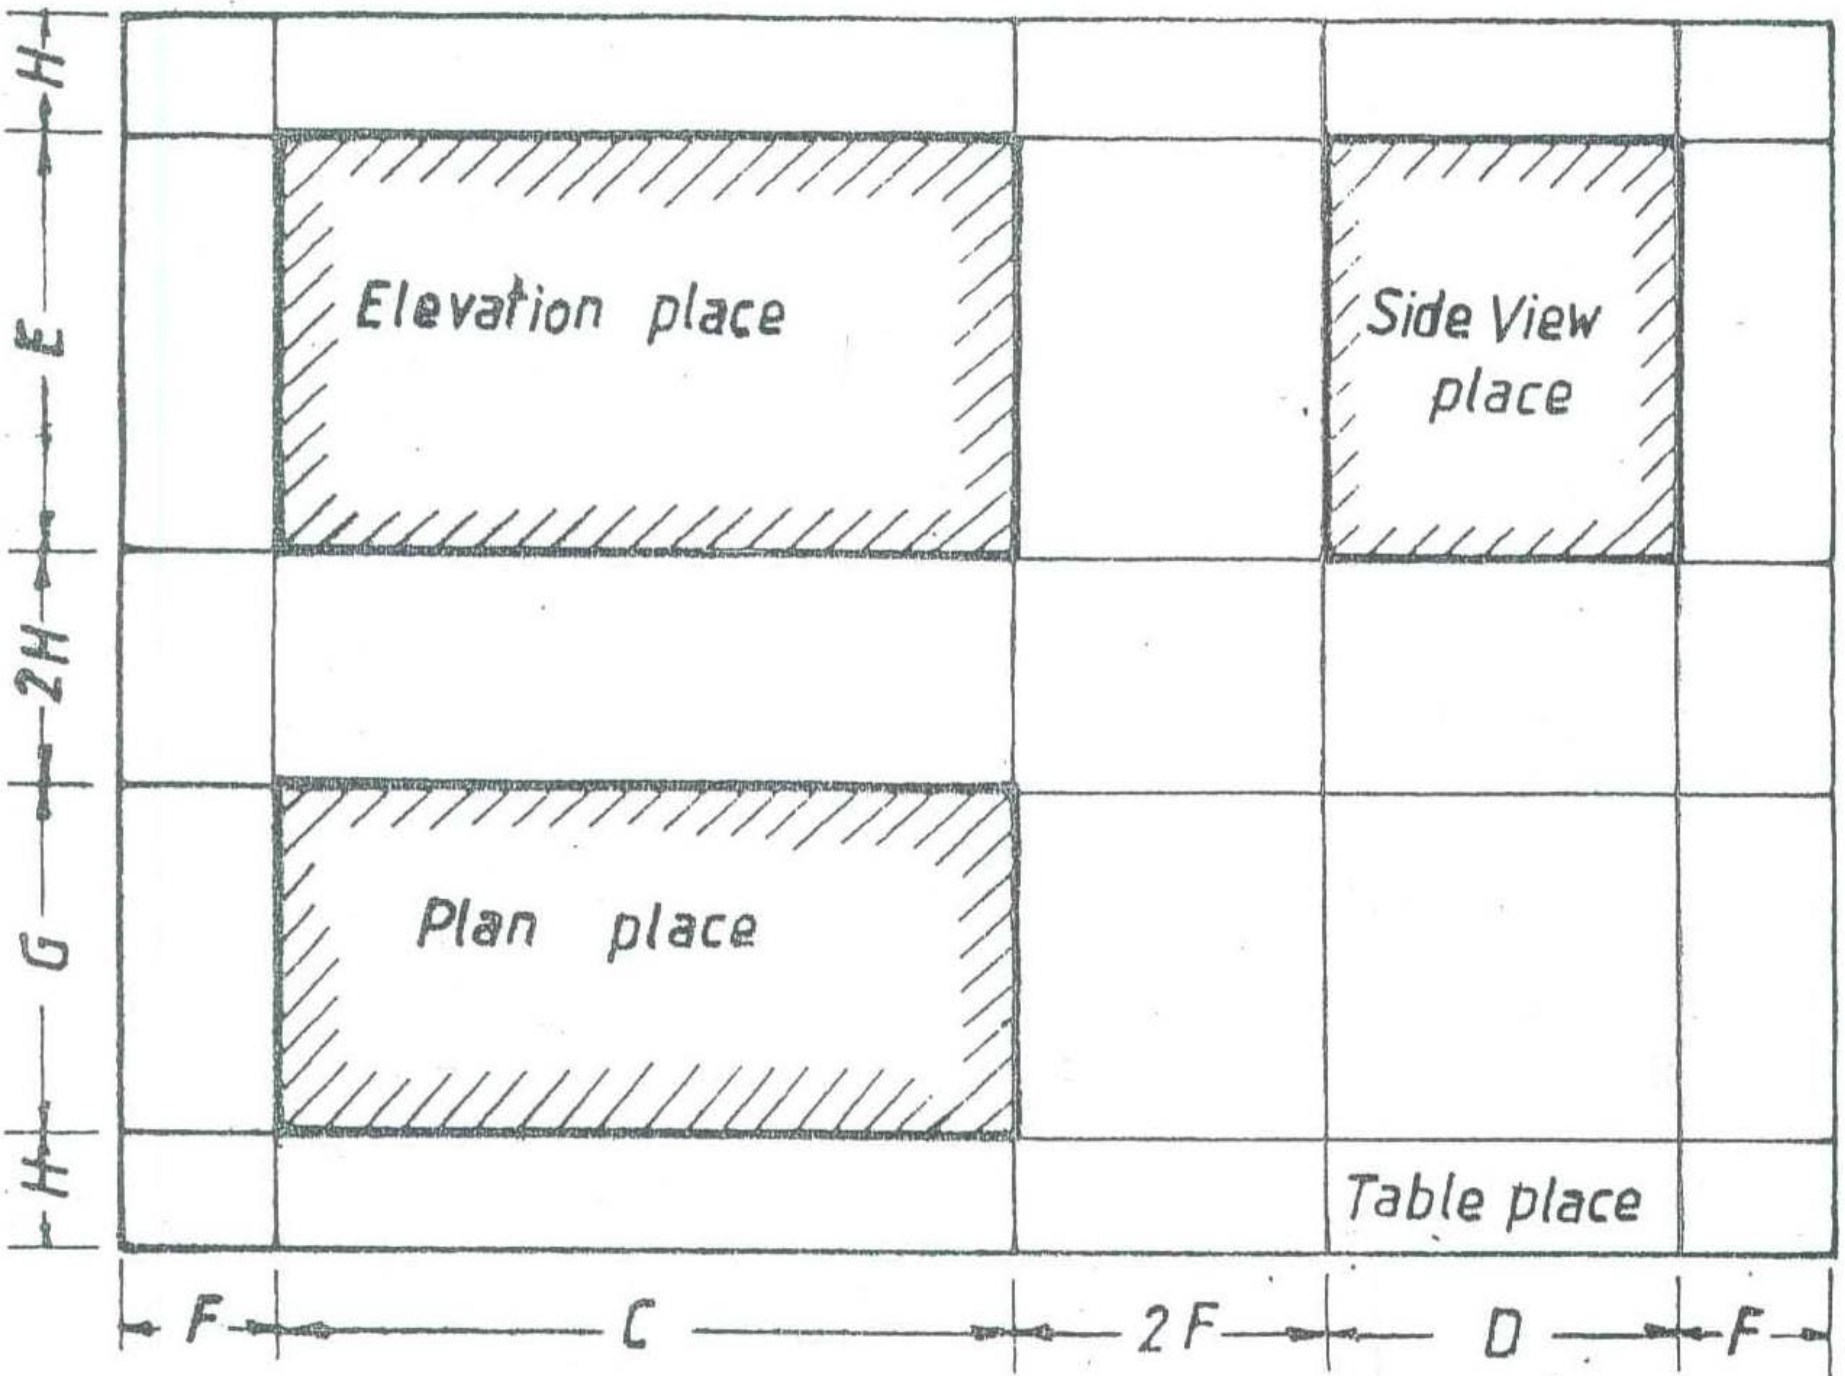 H
E
Elevation place
Side View
place
2H
G
Plan place
H
Table place
F
C
2F
D
F